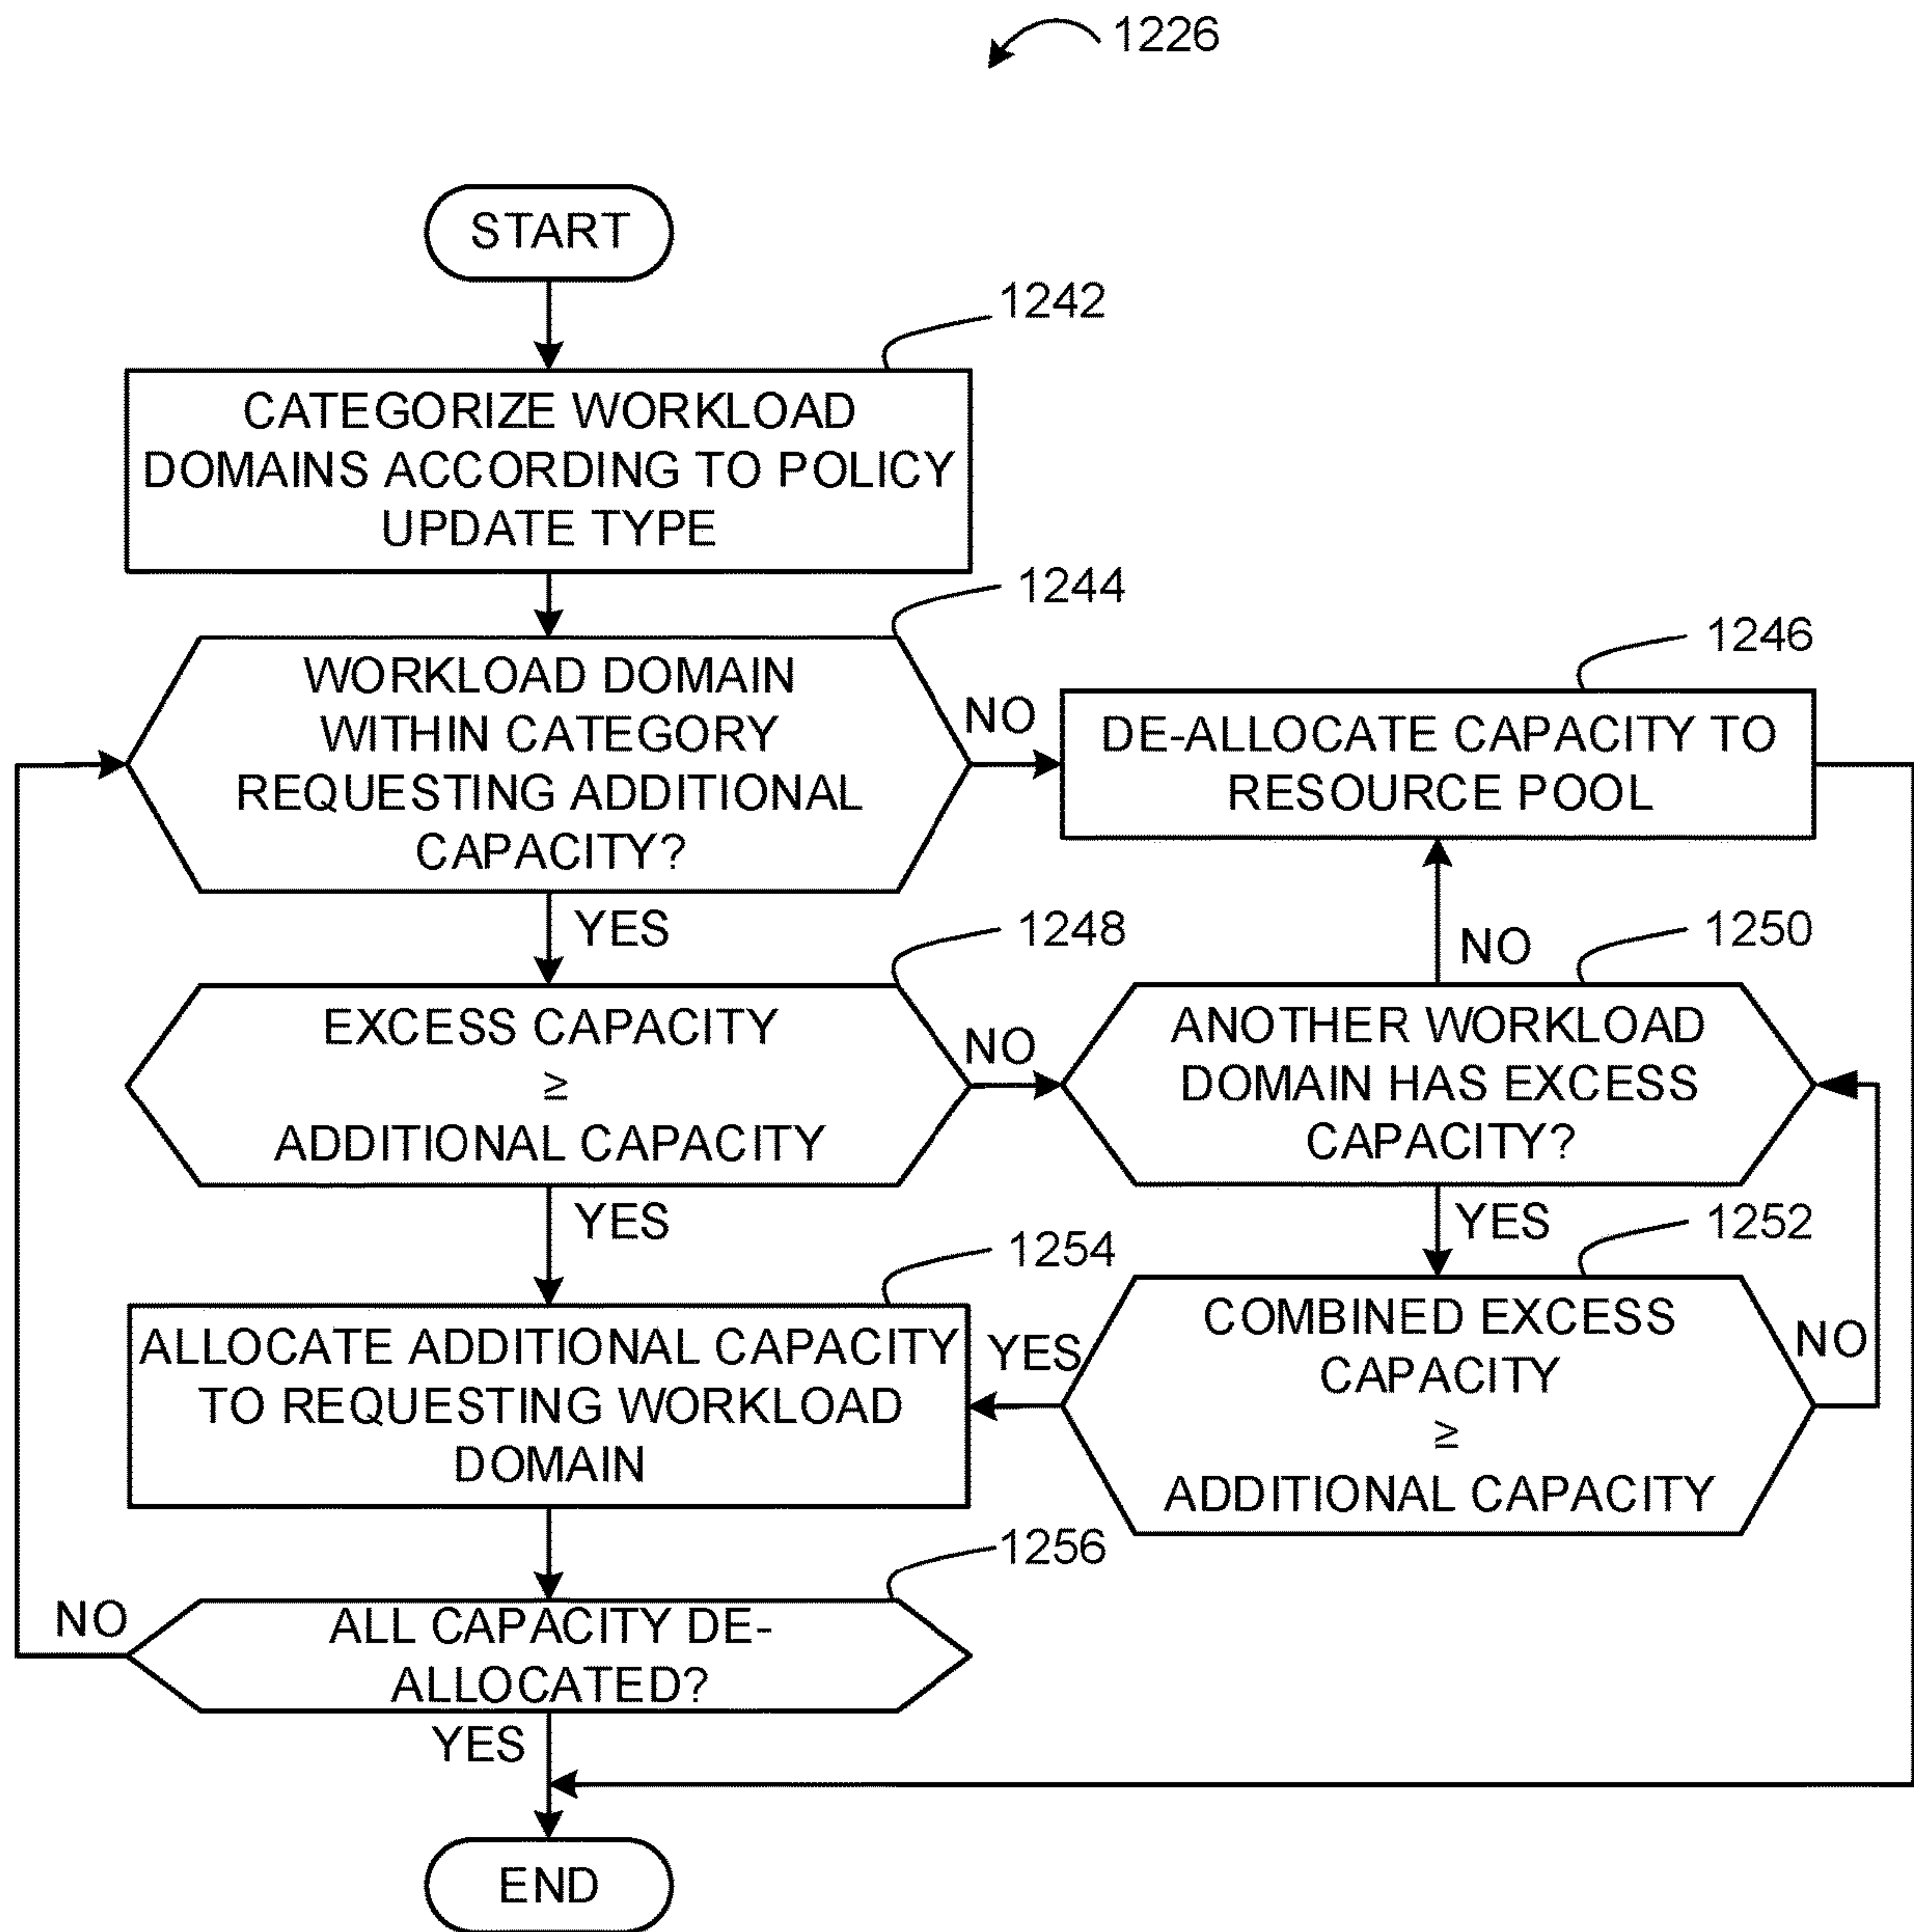 1226
START
1242
CATEGORIZE WORKLOAD
DOMAINS ACCORDING TO POLICY
UPDATE TYPE
1244
WORKLOAD DOMAIN
WITHIN CATEGORY
REQUESTING ADDITIONAL
CAPACITY?
NO
1246
DE-ALLOCATE CAPACITY TO
RESOURCE POOL
YES
1248
EXCESS CAPACITY
≥
ADDITIONAL CAPACITY
NO
NO
1250
ANOTHER WORKLOAD
DOMAIN HAS EXCESS
CAPACITY?
YES
YES
1252
COMBINED EXCESS
CAPACITY
≥
ADDITIONAL CAPACITY
NO
YES
1254
ALLOCATE ADDITIONAL CAPACITY
TO REQUESTING WORKLOAD
DOMAIN
1256
ALL CAPACITY DE-
ALLOCATED?
NO
YES
END